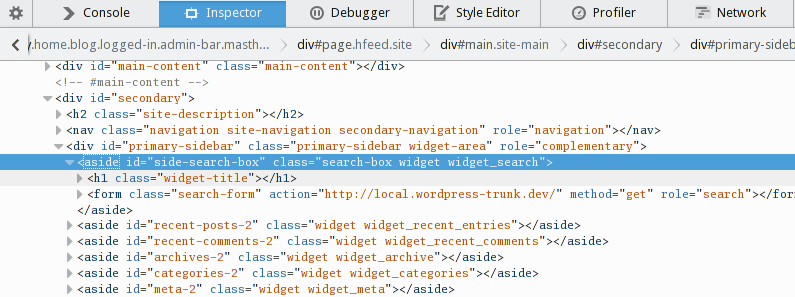 Console Inspector Debugger Style Editor Profiler Network
.home.blog.logged-in.admin-bar.masth... div#page.hfeed.site div#main.site-main div#secondary div#primary-sideb
<div id="main-content" class="main-content"></div>
<!-- #main-content -->
<div id="secondary">
<h2 class="site-description"></h2>
<nav class="navigation site-navigation secondary-navigation" role="navigation"></nav>
<div id="primary-sidebar" class="primary-sidebar widget-area" role="complementary">
<aside id="side-search-box" class="search-box widget widget_search">
<h1 class="widget-title"></h1>
<form class="search-form" action="http://local.wordpress-trunk.dev/" method="get" role="search"></for
</aside>
<aside id="recent-posts-2" class="widget widget_recent_entries"></aside>
<aside id="recent-comments-2" class="widget widget_recent_comments"></aside>
<aside id="archives-2" class="widget widget_archive"></aside>
<aside id="categories-2" class="widget widget_categories"></aside>
<aside id="meta-2" class="widget widget_meta"></aside>